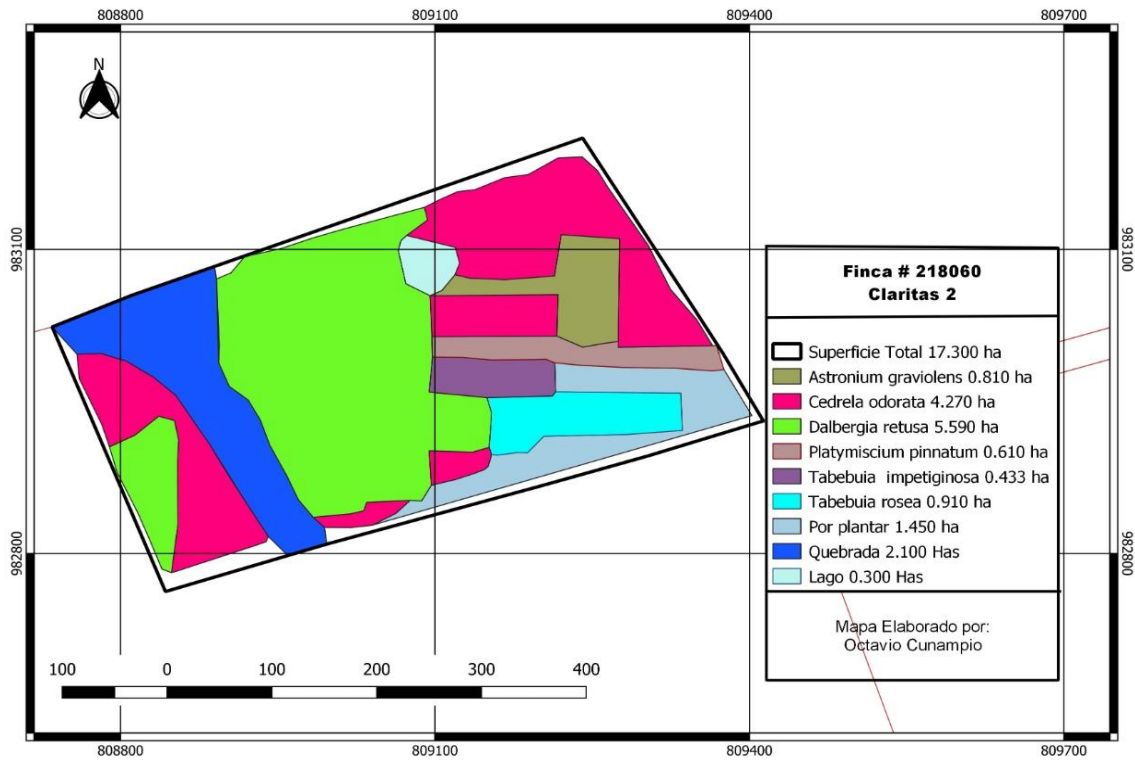 808800 809100 809400 809700
N
983100 983100
Finca # 218060
Claritas 2
Superficie Total 17.300 ha
Astronium graviolens 0.810 ha
Cedrela odorata 4.270 ha
Dalbergia retusa 5.590 ha
Platymiscium pinnatum 0.610 ha
Tabebuia impetiginosa 0.433 ha
Tabebuia rosea 0.910 ha
Por plantar 1.450 ha
Quebrada 2.100 Has
Lago 0.300 Has
982800 982800
Mapa Elaborado por:
Octavio Cunampio
100 0 100 200 300 400
808800 809100 809400 809700